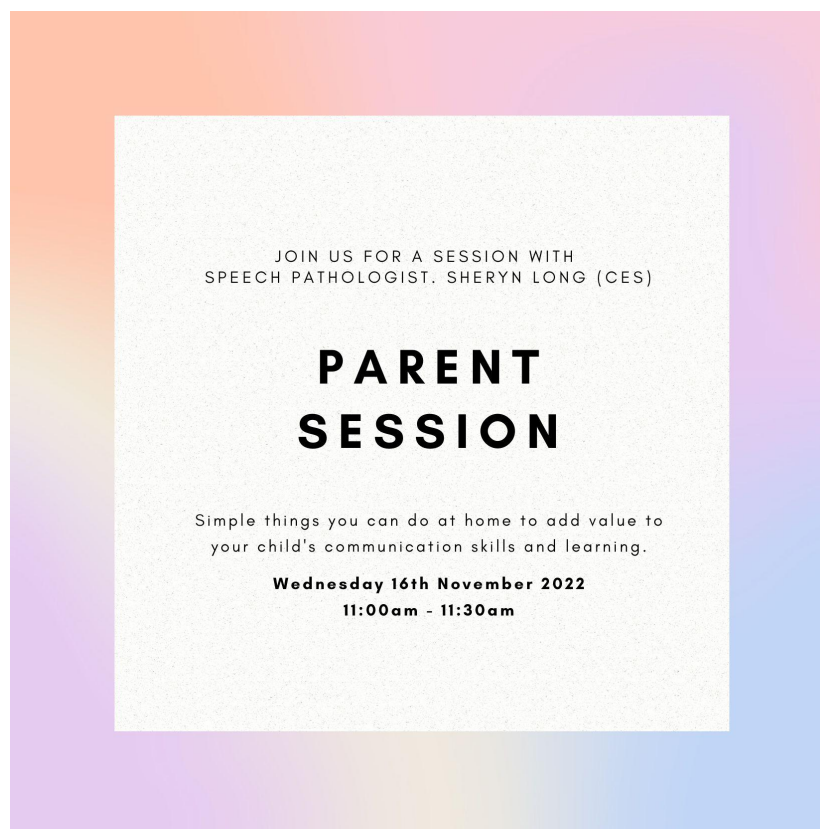 JOIN US FOR A SESSION WITH
SPEECH PATHOLOGIST. SHERYN LONG (CES)
PARENT
SESSION
Simple things you can do at home to add value to
your child's communication skills and learning.
Wednesday 16th November 2022
11:00am - 11:30am